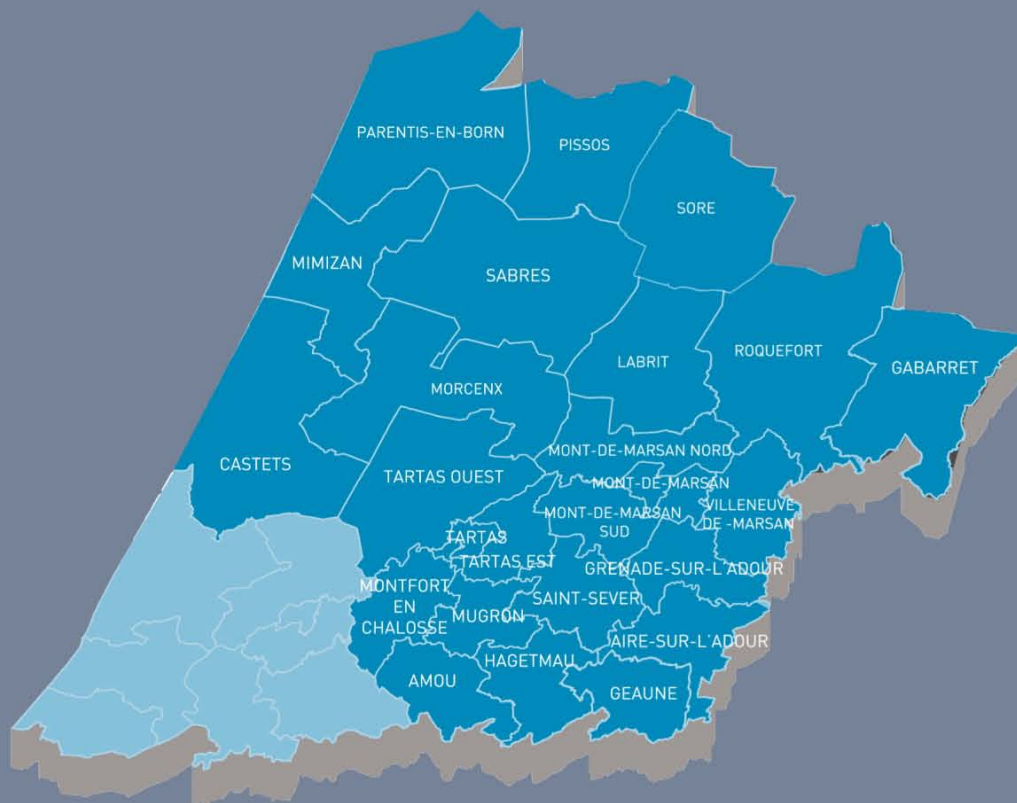 PARENTIS-EN-BORN
PISSOS
SORE
MIMIZAN
SABRES
ROQUEFORT
LABRIT
GABARRET
MORCENX
MONT-DE-MARSAN NORD
CASTETS
TARTAS OUEST
MONT-DE-MARSAN
VILLENEUVE
DE -MARSAN
MONT-DE-MARSAN
SUD
TARTAS
TARTAS EST
GRENADE-SUR-L'ADOUR
MONTFORT
EN
CHALOSSE
SAINT-SEVER
MUGRON
AIRE-SUR-L'ADOUR
HAGETMAU
AMOU
GEAUNE